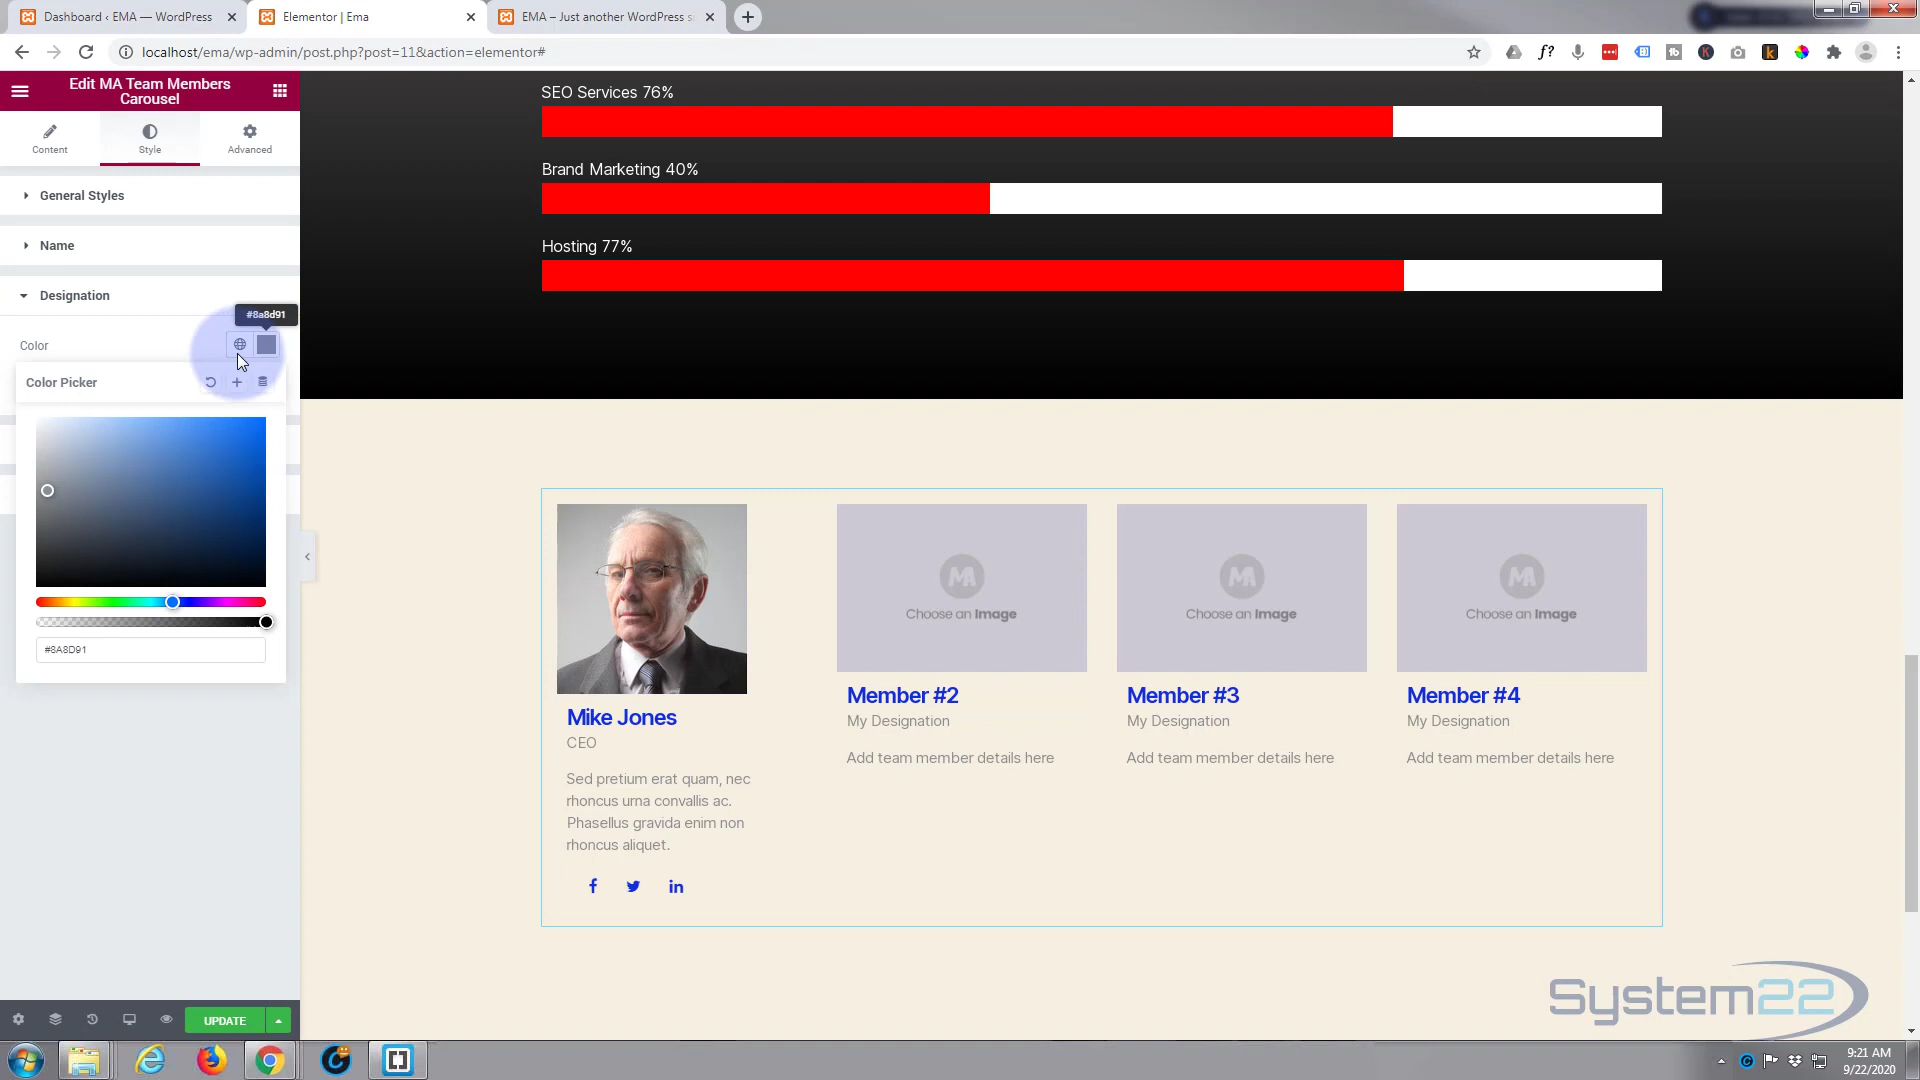 Dashboard ‹ EMA — WordPress
Elementor | Ema
EMA – Just another WordPress s
localhost/ema/wp-admin/post.php?post=11&action=elementor#
Edit MA Team Members
Carousel
Content
Style
Advanced
General Styles
Name
Designation
#8a8d91
Color
Color Picker
#8A8D91
UPDATE
SEO Services 76%
Brand Marketing 40%
Hosting 77%
Choose an Image
Choose an Image
Choose an Image
Mike Jones
CEO
Sed pretium erat quam, nec
rhoncus urna convallis ac.
Phasellus gravida enim non
rhoncus aliquet.
Member #2
My Designation
Add team member details here
Member #3
My Designation
Add team member details here
Member #4
My Designation
Add team member details here
System22
9:21 AM
9/22/2020